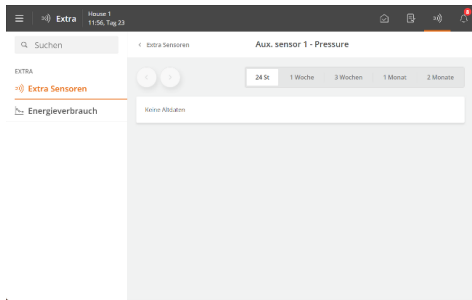 Extra
House 1
11:56, Tag 23
8
Suchen
Extra Sensoren
Aux. sensor 1 - Pressure
EXTRA
Extra Sensoren
Energieverbrauch
24 St
1 Woche
3 Wochen
1 Monat
2 Monate
Keine Altdaten